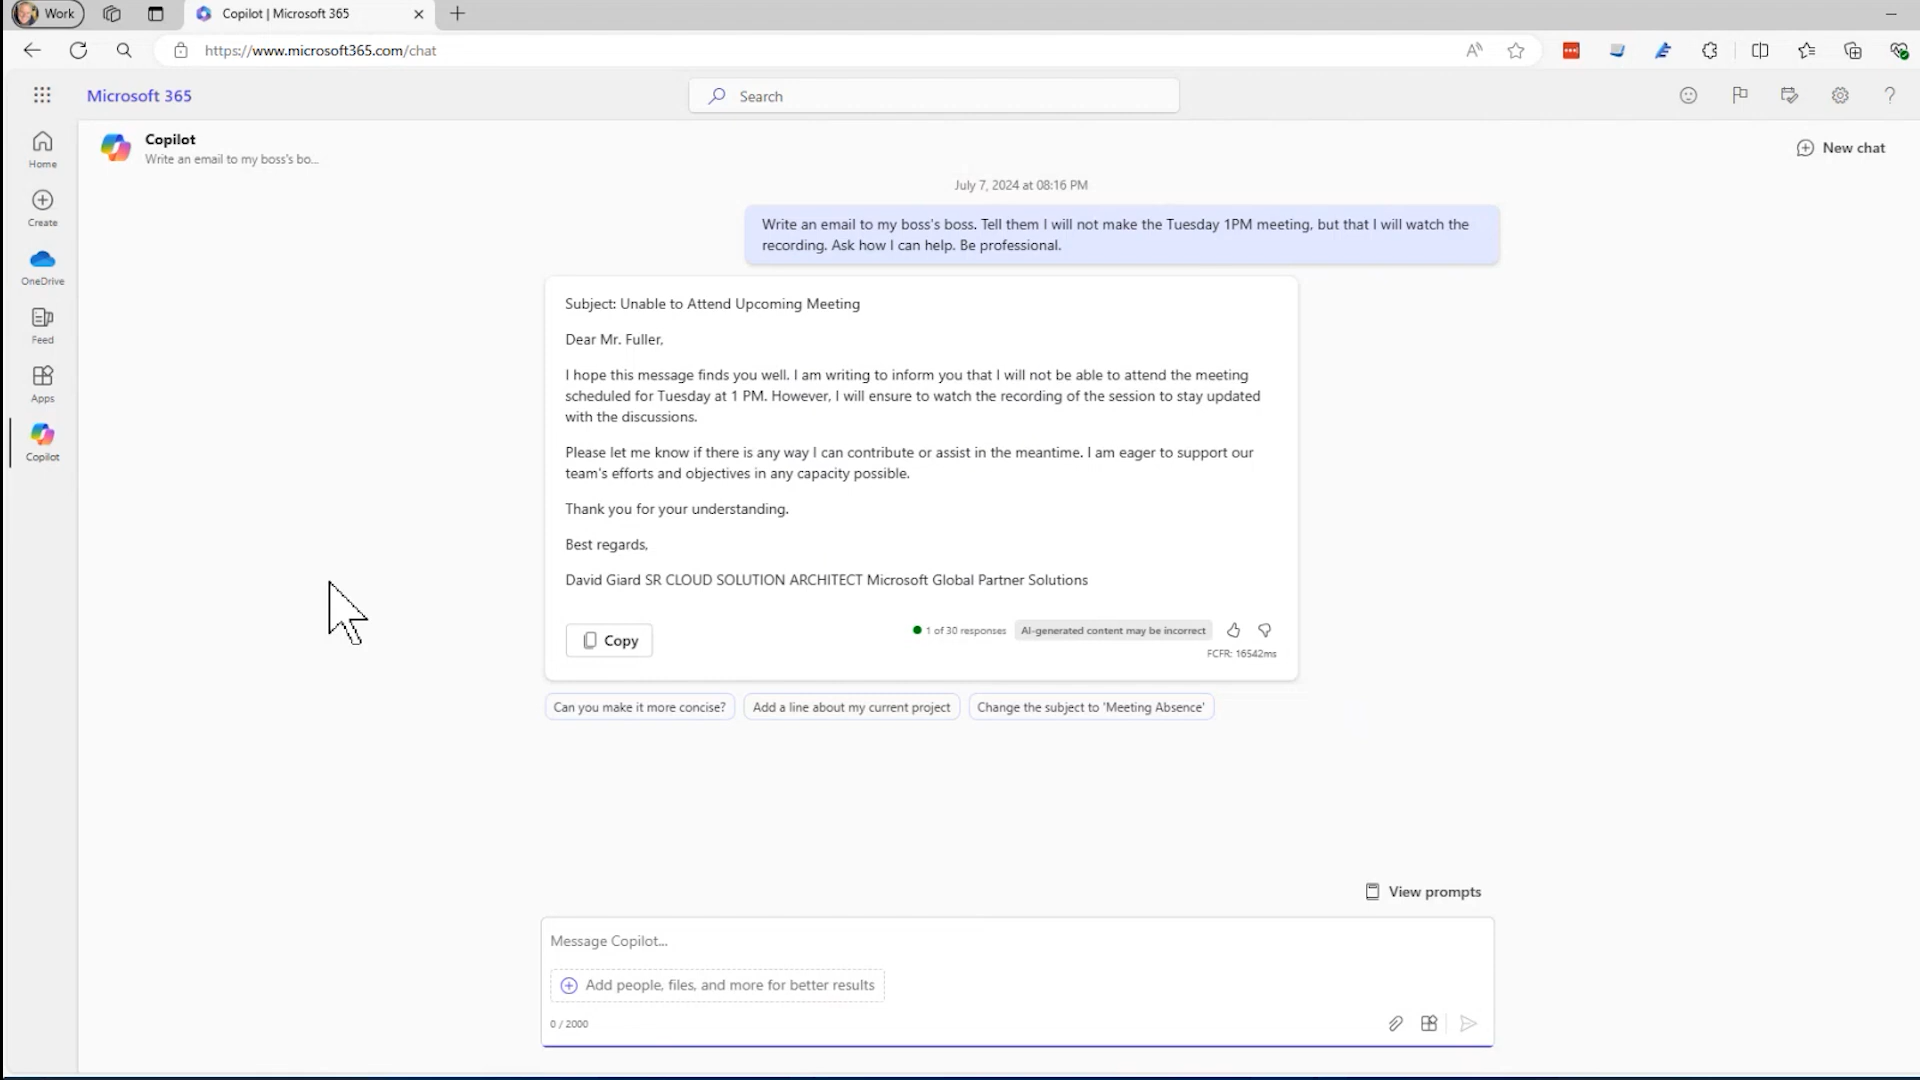 Work
Copilot | Microsoft 365
https://www.microsoft365.com/chat
Microsoft 365
Search
Home
Create
OneDrive
Feed
Apps
Copilot
Copilot
Write an email to my boss's bo...
New chat
July 7, 2024 at 08:16 PM
Write an email to my boss's boss. Tell them I will not make the Tuesday 1PM meeting, but that I will watch the
recording. Ask how I can help. Be professional.
Subject: Unable to Attend Upcoming Meeting
Dear Mr. Fuller,
I hope this message finds you well. I am writing to inform you that I will not be able to attend the meeting
scheduled for Tuesday at 1 PM. However, I will ensure to watch the recording of the session to stay updated
with the discussions.
Please let me know if there is any way I can contribute or assist in the meantime. I am eager to support our
team's efforts and objectives in any capacity possible.
Thank you for your understanding.
Best regards,
David Giard SR CLOUD SOLUTION ARCHITECT Microsoft Global Partner Solutions
Copy
1 of 30 responses
AI-generated content may be incorrect
FCFR: 16542ms
Can you make it more concise?
Add a line about my current project
Change the subject to 'Meeting Absence'
View prompts
Message Copilot...
Add people, files, and more for better results
0 / 2000